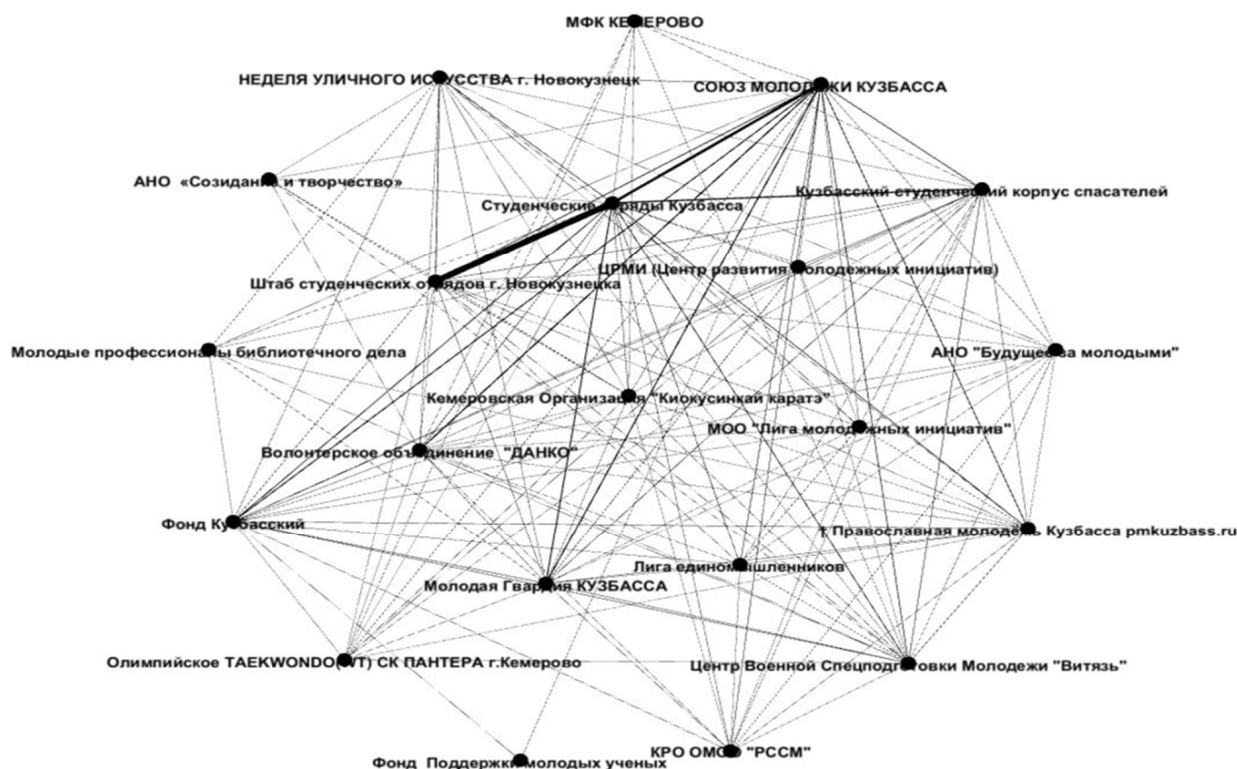 МФК КЕМЕРОВО
НЕДЕЛЯ УЛИЧНОГО ИСКУССТВА г. Новокузнецк
СОЮЗ МОЛОДЕЖИ КУЗБАССА
АНО «Созидание и творчество»
Кузбасский студенческий корпус спасателей
Студенческие отряды Кузбасса
ЦРМИ (Центр развития молодежных инициатив)
Штаб студенческих отрядов г. Новокузнецка
Молодые профессионалы библиотечного дела
АНО "Будущее за молодыми"
Кемеровская Организация "Киокусинкай каратэ"
МОО "Лига молодежных инициатив"
Волонтерское объединение "ДАНКО"
Фонд Кузбасский
† Православная молодёжь Кузбасса pmkuzbass.ru
Лига единомышленников
Молодая Гвардия КУЗБАССА
Олимпийское TAEKWONDO(WT) СК ПАНТЕРА г.Кемерово
Центр Военной Спецподготовки Молодежи "Витязь"
КРО "РССМ"
Фонд Поддержки молодых ученых